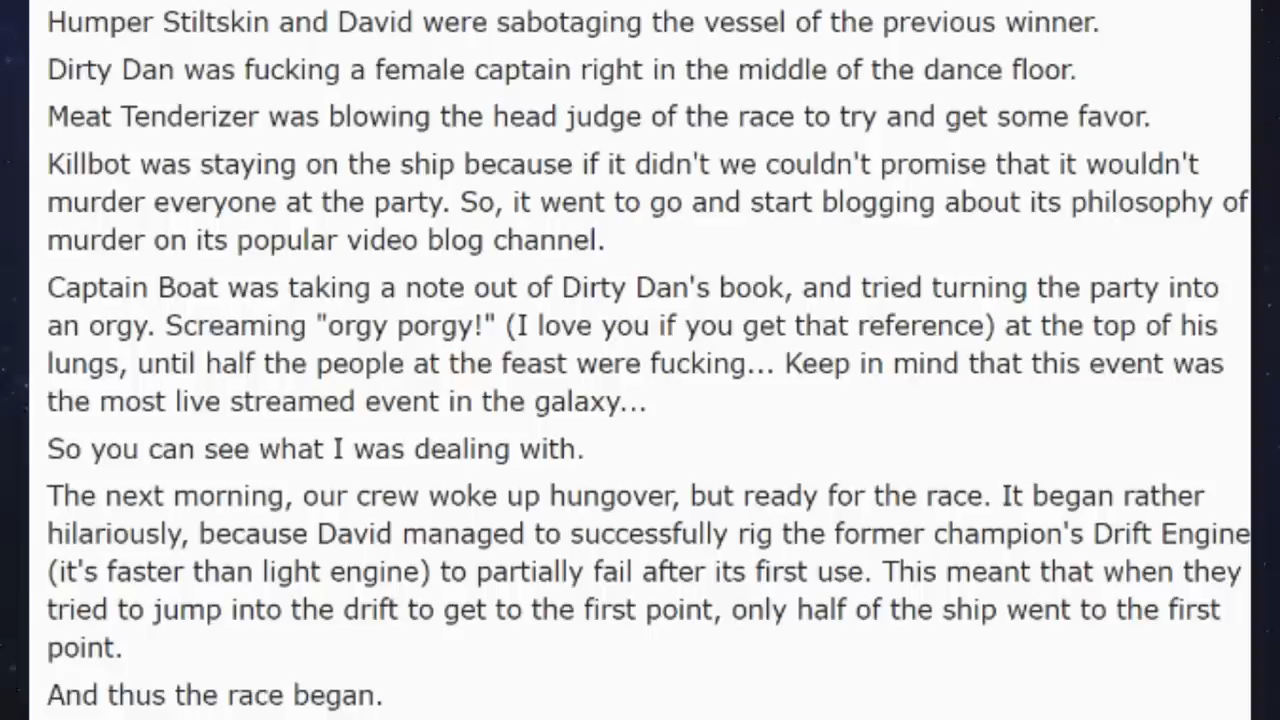 Humper Stiltskin and David were sabotaging the vessel of the previous winner.
Dirty Dan was fucking a female captain right in the middle of the dance floor.
Meat Tenderizer was blowing the head judge of the race to try and get some favor.
Killbot was staying on the ship because if it didn't we couldn't promise that it wouldn't
murder everyone at the party. So, it went to go and start blogging about its philosophy of
murder on its popular video blog channel.
Captain Boat was taking a note out of Dirty Dan's book, and tried turning the party into
an orgy. Screaming "orgy porgy!" (I love you if you get that reference) at the top of his
lungs, until half the people at the feast were fucking... Keep in mind that this event was
the most live streamed event in the galaxy...
So you can see what I was dealing with.
The next morning, our crew woke up hungover, but ready for the race. It began rather
hilariously, because David managed to successfully rig the former champion's Drift Engine
(it's faster than light engine) to partially fail after its first use. This meant that when they
tried to jump into the drift to get to the first point, only half of the ship went to the first
point.
And thus the race began.